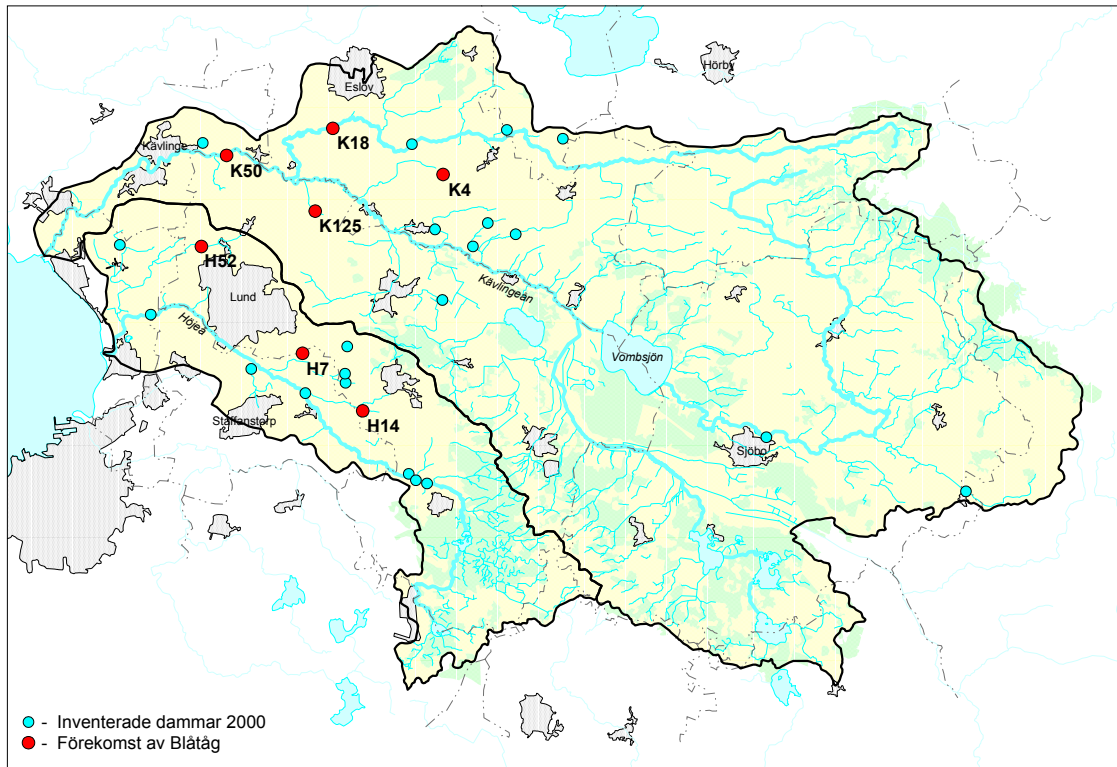 Hörby
Eslöv
K18
Kävlinge
K50
K4
K125
H52
Kävlingeån
Lund
Höjeå
Vombsjön
H7
H14
Staffanstorp
Sjöbo
- Inventerade dammar 2000
- Förekomst av Blåtåg